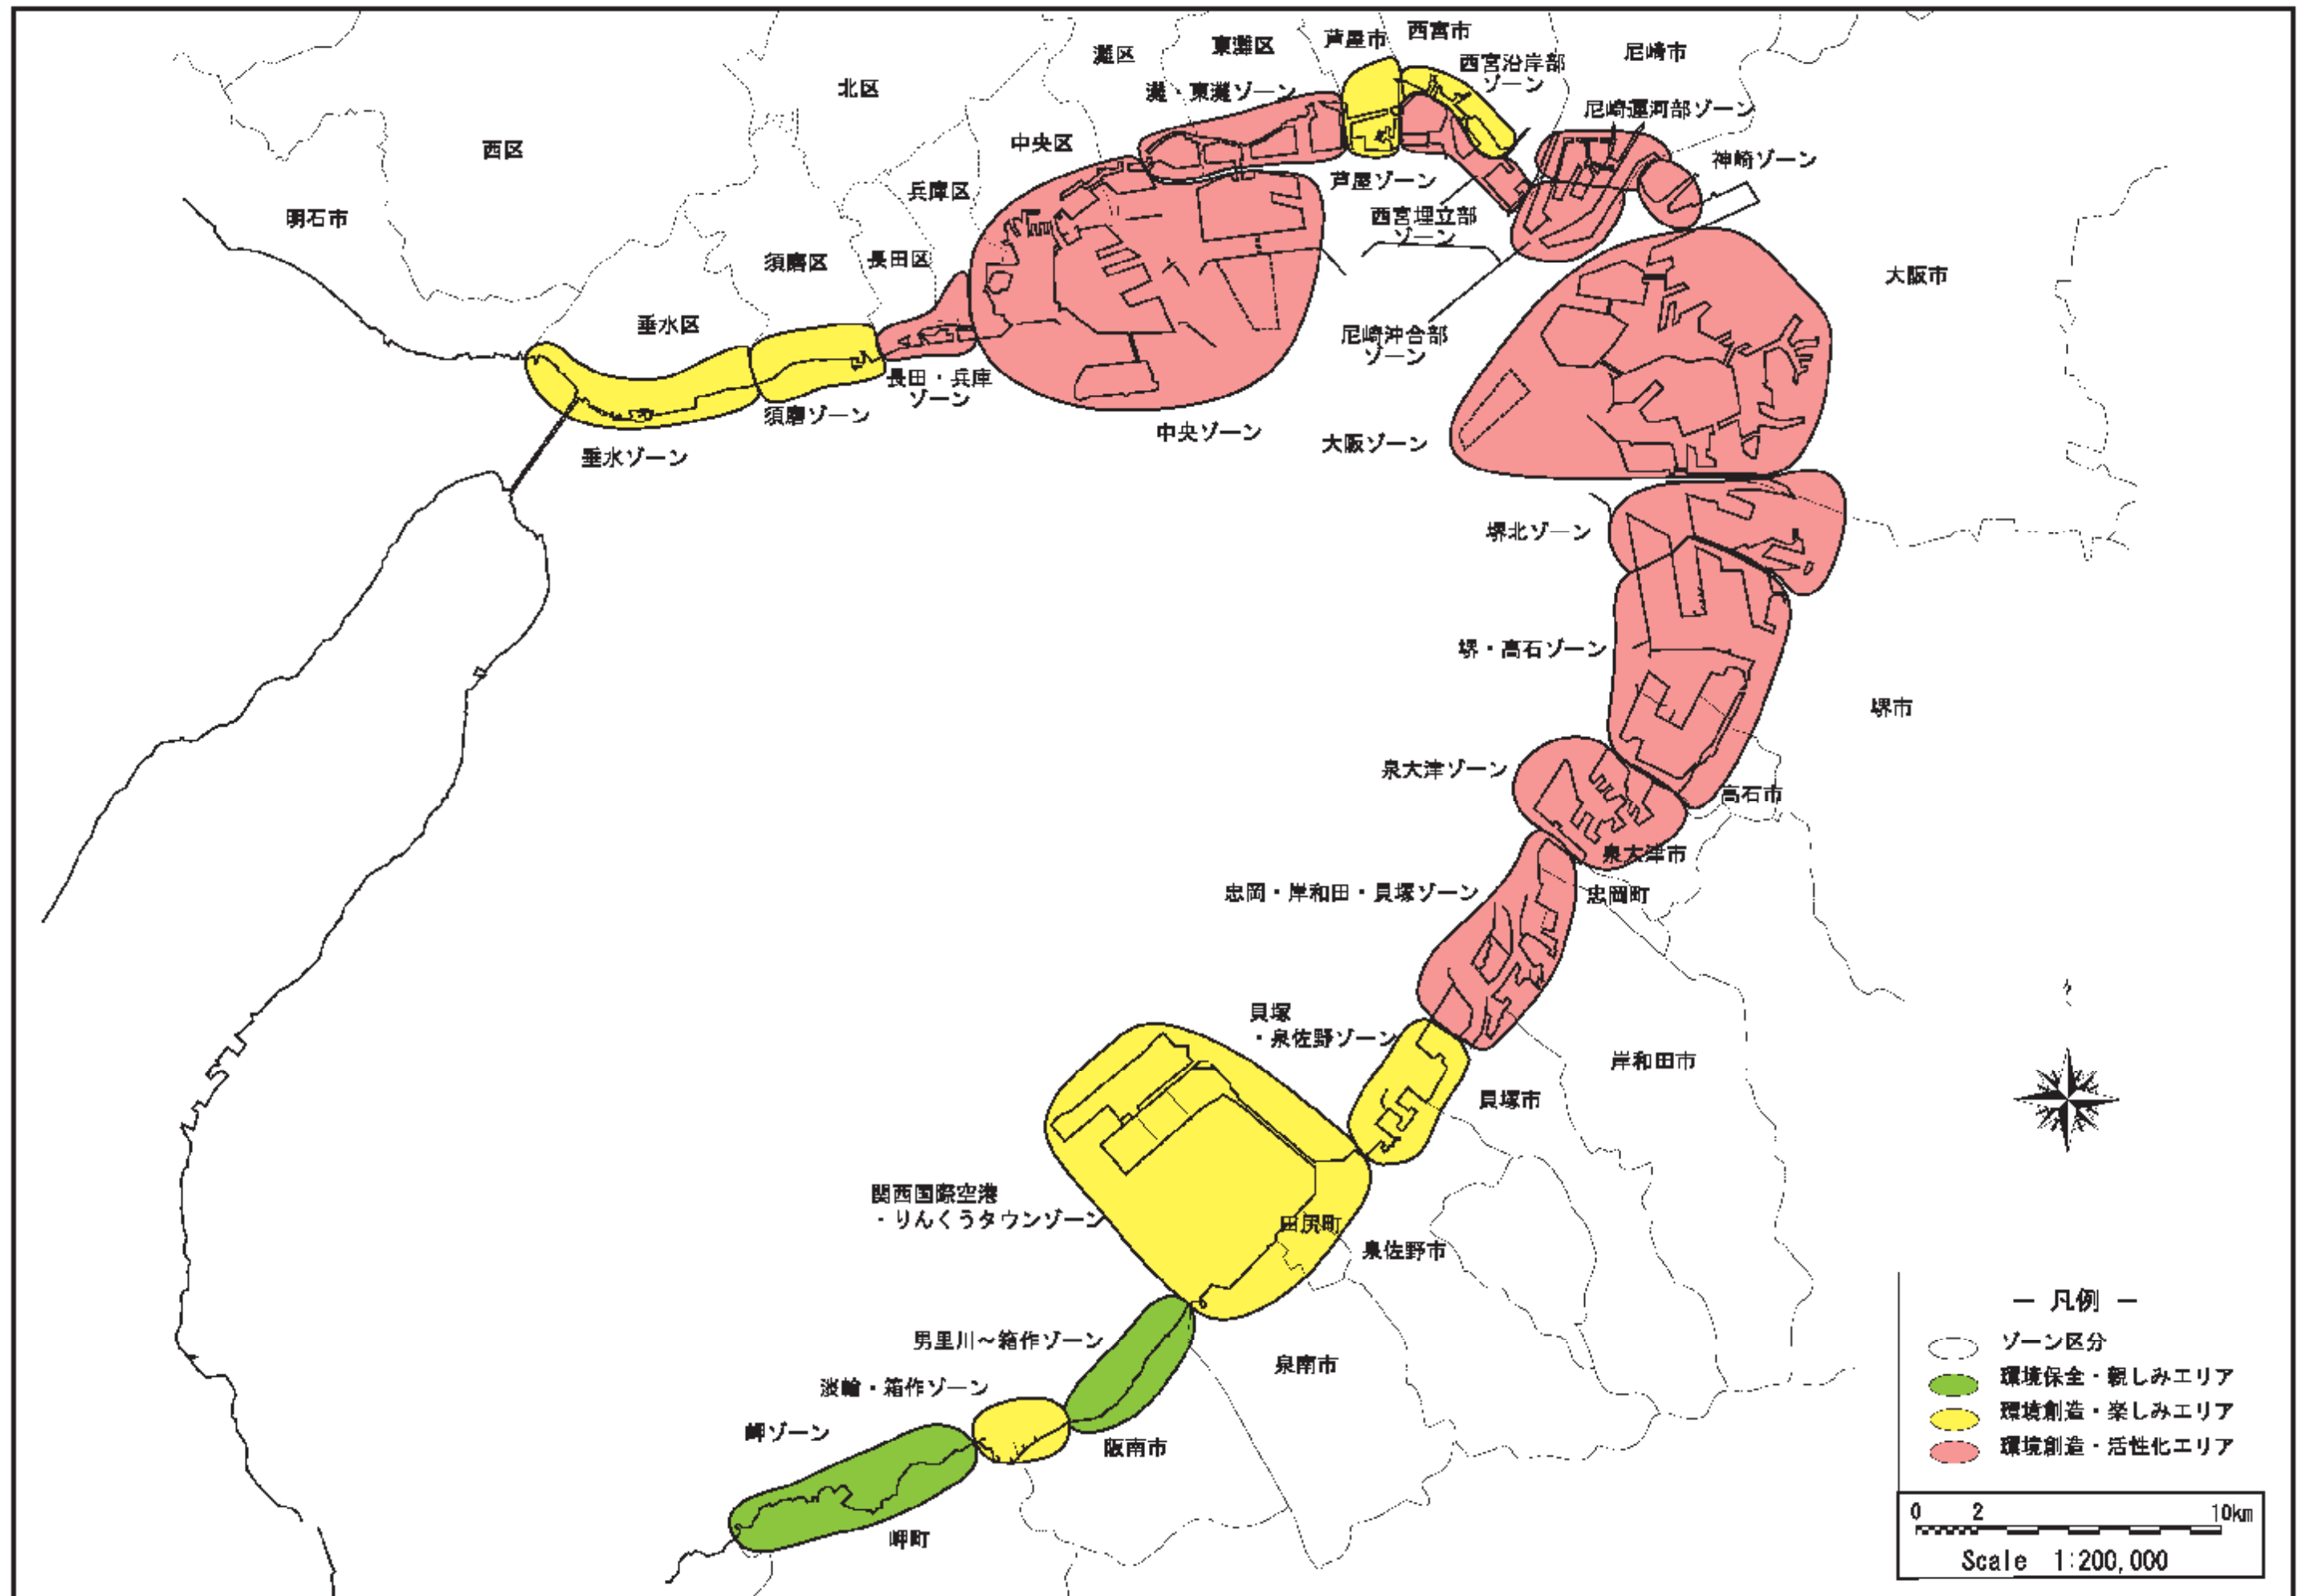 芦屋市
西宮市
東灘区
灘区
尼崎市
西宮沿岸部
ゾーン
北区
灘・東灘ゾーン
尼崎運河部ゾーン
中央区
西区
神崎ゾーン
芦屋ゾーン
兵庫区
西宮埋立部
ゾーン
明石市
須磨区
長田区
大阪市
垂水区
尼崎沖合部
ゾーン
長田・兵庫
ゾーン
須磨ゾーン
中央ゾーン
大阪ゾーン
垂水ゾーン
堺北ゾーン
堺・高石ゾーン
堺市
泉大津ゾーン
高石市
泉大津市
忠岡・岸和田・貝塚ゾーン
忠岡町
貝塚
・泉佐野ゾーン
岸和田市
貝塚市
関西国際空港
・りんくうタウンゾーン
田尻町
泉佐野市
男里川～箱作ゾーン
泉南市
淡輪・箱作ゾーン
岬ゾーン
阪南市
岬町
― 凡例 ―
ゾーン区分
環境保全・親しみエリア
環境創造・楽しみエリア
環境創造・活性化エリア
0 2 10km
Scale 1:200,000